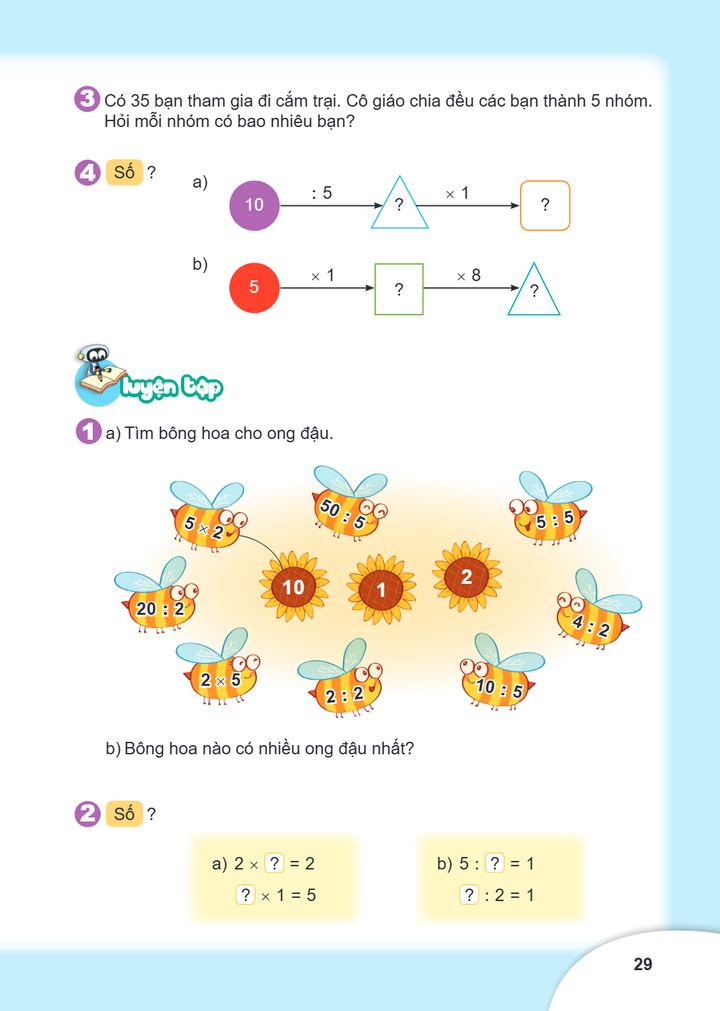 3 Có 35 bạn tham gia đi cắm trại. Cô giáo chia đều các bạn thành 5 nhóm.
Hỏi mỗi nhóm có bao nhiêu bạn?
4 Số ?
a) 10 : 5 ? × 1 ?
b) 5 × 1 ? × 8 ?
luyện tập
1 a) Tìm bông hoa cho ong đậu.
5 × 2
50 : 5
5 : 5
10
1
2
20 : 2
4 : 2
2 × 5
2 : 2
10 : 5
b) Bông hoa nào có nhiều ong đậu nhất?
2 Số ?
a) 2 × ? = 2
? × 1 = 5
b) 5 : ? = 1
? : 2 = 1
29